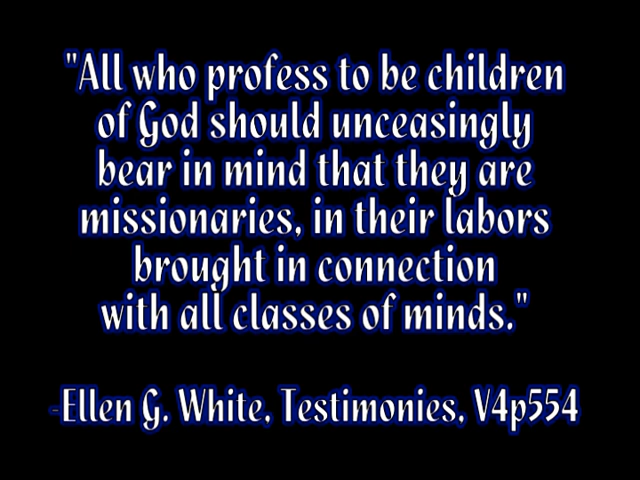 "All who profess to be children
of God should unceasingly
bear in mind that they are
missionaries, in their labors
brought in connection
with all classes of minds."
-Ellen G. White, Testimonies, V4p554